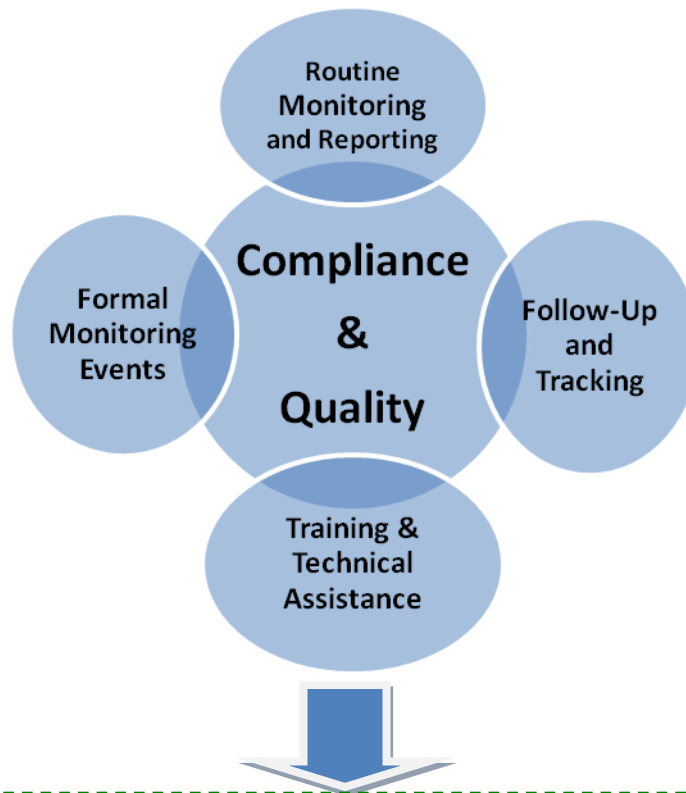 Routine
Monitoring
and Reporting
Compliance
&
Quality
Formal
Monitoring
Events
Follow-Up
and
Tracking
Training &
Technical
Assistance